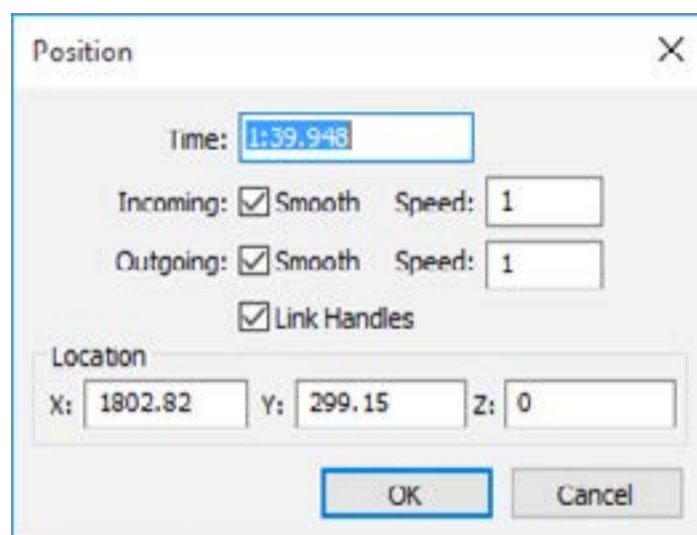 Position
Time: 1:39.948
Incoming: Smooth Speed: 1
Outgoing: Smooth Speed: 1
Link Handles
Location
X: 1802.82 Y: 299.15 Z: 0
OK Cancel